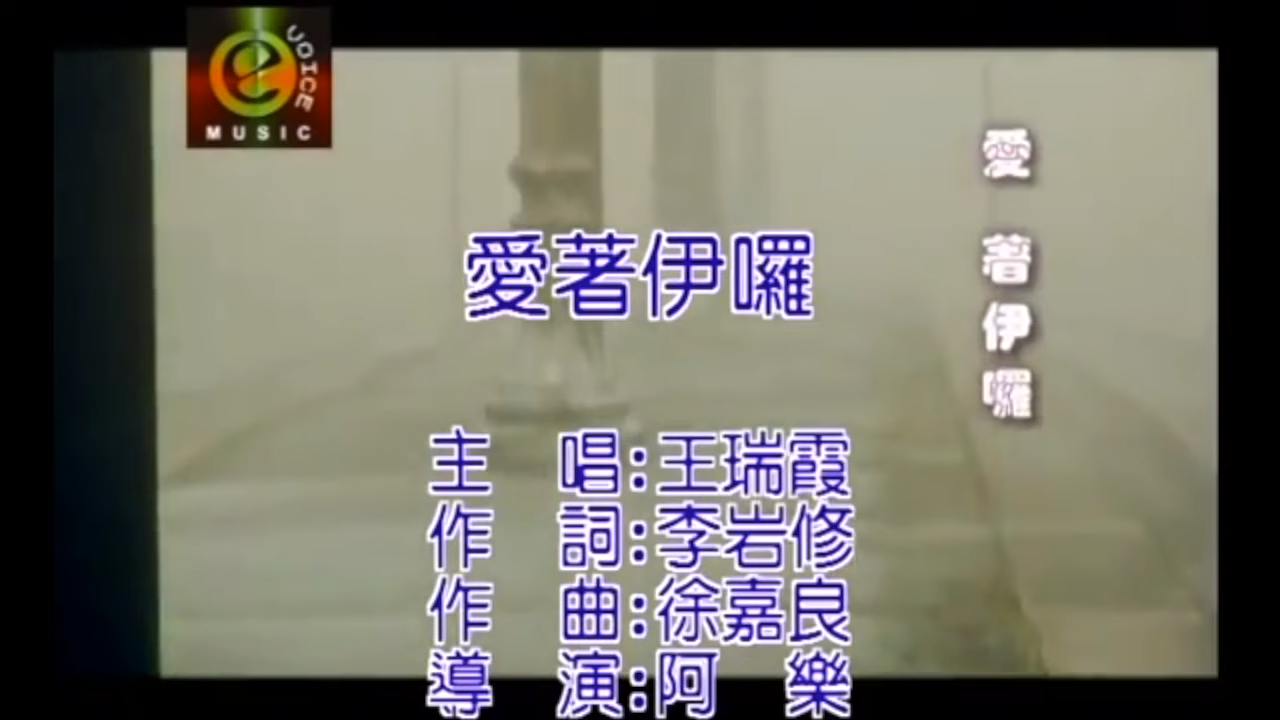 e VOICE
MUSIC
愛著伊囉
愛著伊囉
主 唱:王瑞霞
作 詞:李岩修
作 曲:徐嘉良
導 演:阿 樂